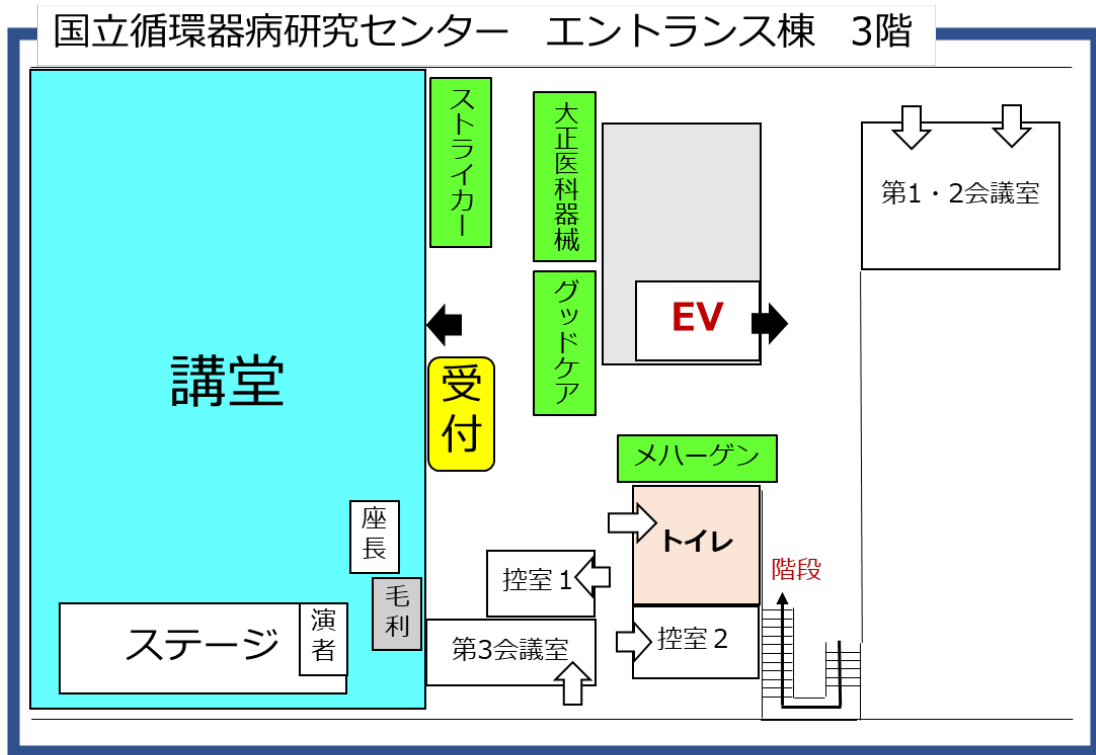 国立循環器病研究センター　エントランス棟　3階
ストライカー
大正医科器械
第1・2会議室
グッドケア
EV
講堂
受付
メハーゲン
座長
トイレ
控室1
階段
毛利
演者
ステージ
第3会議室
控室2